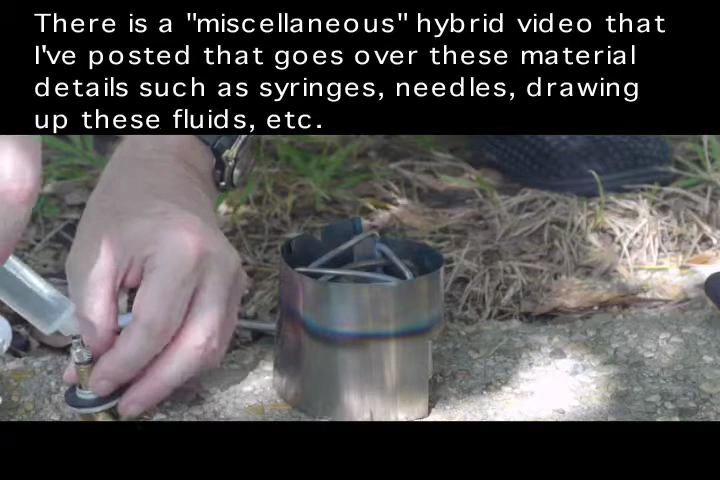 There is a "miscellaneous" hybrid video that
I've posted that goes over these material
details such as syringes, needles, drawing
up these fluids, etc.